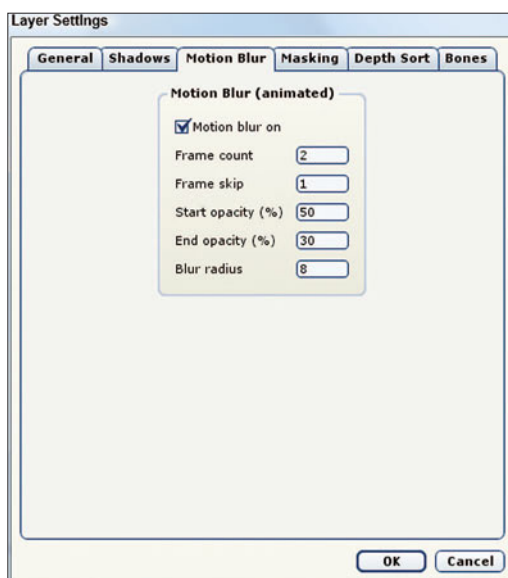 Layer Settings
General Shadows Motion Blur Masking Depth Sort Bones
Motion Blur (animated)
Motion blur on
Frame count 2
Frame skip 1
Start opacity (%) 50
End opacity (%) 30
Blur radius 8
OK Cancel